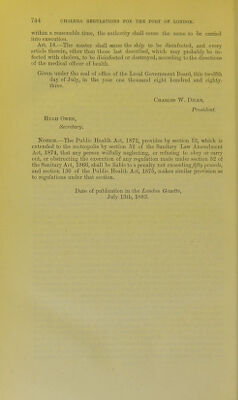 744 CHOLERA REGULATIONS FOR THE PORT OF LONDON.
within a reasonable time, the authority shall cause the same to be carried
into execution.
Art. 18.—The master shall cause the ship to be disinfected, and every
article therein, other than those last described, which may probably be in-
fected with cholera, to be disinfected or destroyed, according to the directions
of the medical officer of health.
Given under the seal of office of the Local Government Board, this twelfth
day of July, in the year one thousand eight hundred and eighty-
three.
CHARLES W. DILKE,
President.
HUGH OWEN,
Secretary.
NOTICE.—The Public Health Act, 1872, provides by section 52, which is
extended to the metropolis by section 51 of the Sanitary Law Amendment
Act, 1874, that any person wilfully neglecting, or refusing to obey or carry
out, or obstructing the execution of any regulation made under section 52 of
the Sanitary Act, 1866, shall be liable to a penalty not exceeding fifty pounds,
and section 130 of the Public Health Act, 1875, makes similar provision as
to regulations under that section.
Date of publication in the London Gazette,
July 13th, 1883.